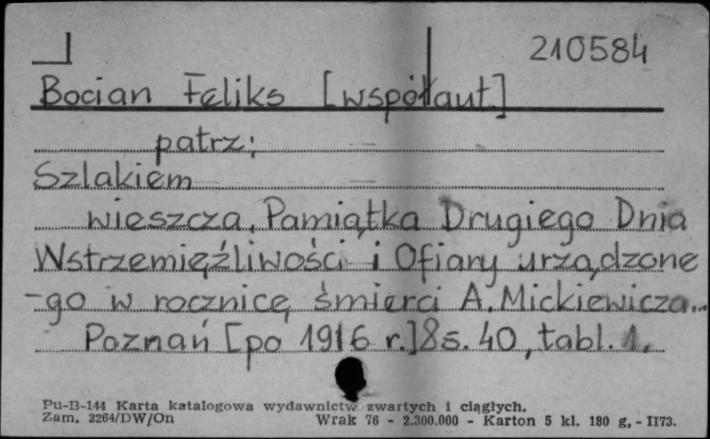 210584
Bocian Feliks [współaut.]
patrz:
Szlakiem
wieszcza. Pamiątka Drugiego Dnia
Wstrzemięźliwości i Ofiary urządzone
-go w rocznicę śmierci A. Mickiewicza...
Poznań [po 1916 r.] 8 s. 40, tabl. 1.
Pu-B-144 Karta katalogowa wydawnictw zwartych i ciągłych.
Zam. 2264/DW/On Wrak 76 - 2.300.000 - Karton 5 kl. 180 g. - II73.